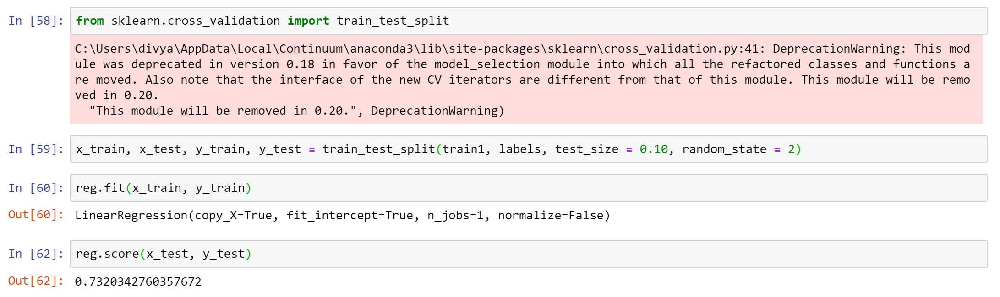 In [58]: from sklearn.cross_validation import train_test_split
C:\Users\divya\AppData\Local\Continuum\anaconda3\lib\site-packages\sklearn\cross_validation.py:41: DeprecationWarning: This mod
ule was deprecated in version 0.18 in favor of the model_selection module into which all the refactored classes and functions a
re moved. Also note that the interface of the new CV iterators are different from that of this module. This module will be remo
ved in 0.20.
  "This module will be removed in 0.20.", DeprecationWarning)
In [59]: x_train, x_test, y_train, y_test = train_test_split(train1, labels, test_size = 0.10, random_state = 2)
In [60]: reg.fit(x_train, y_train)
Out[60]: LinearRegression(copy_X=True, fit_intercept=True, n_jobs=1, normalize=False)
In [62]: reg.score(x_test, y_test)
Out[62]: 0.7320342760357672